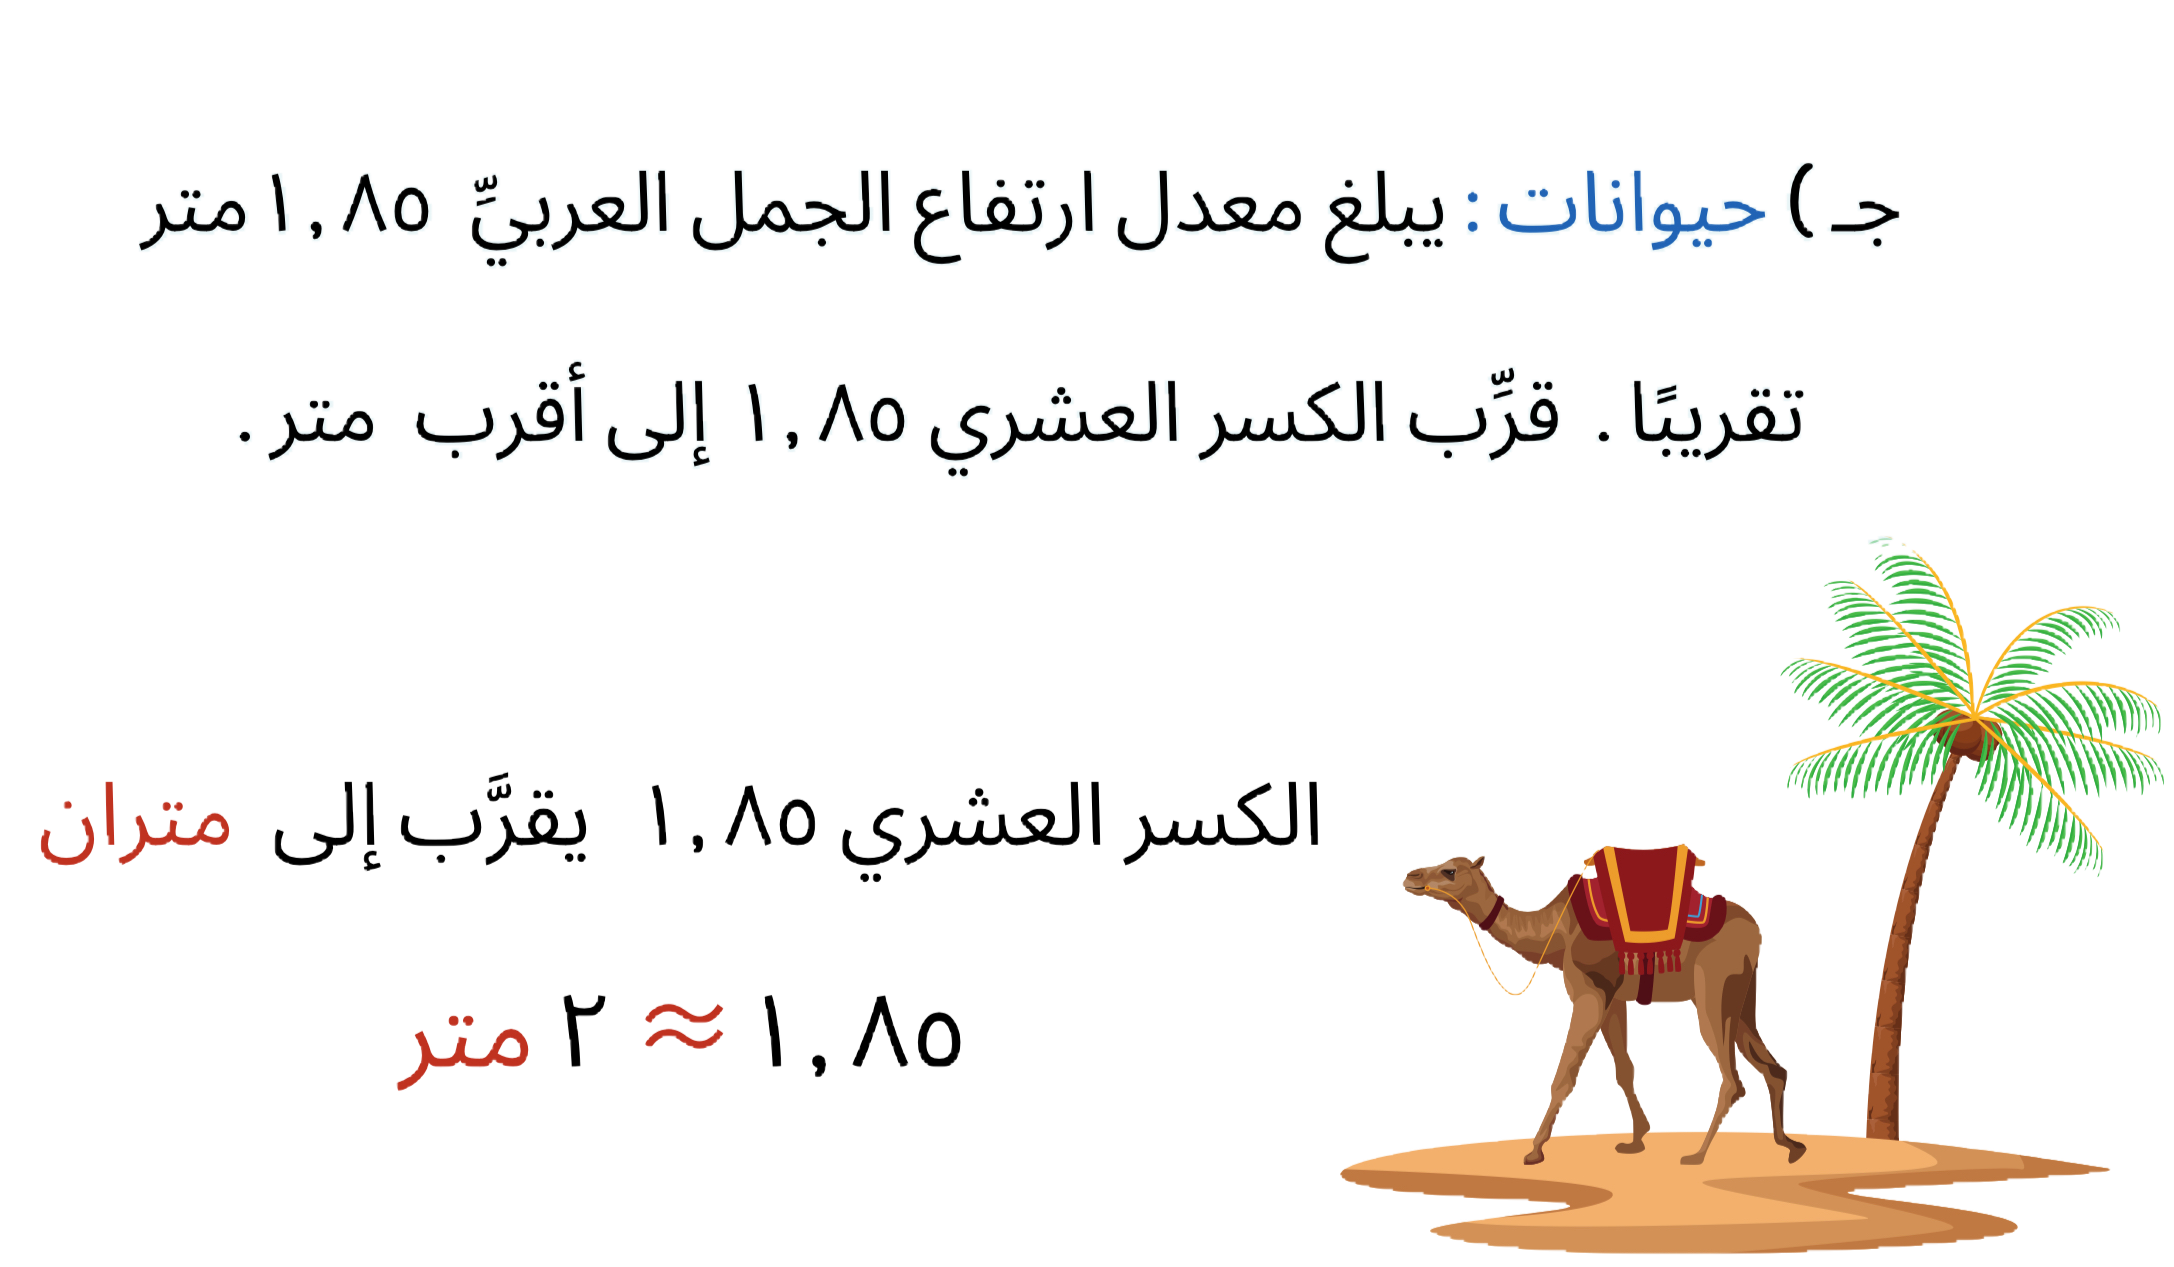 جـ) حيوانات: يبلغ معدل ارتفاع الجمل العربيِّ ١,٨٥ متر
تقريبًا. قرِّب الكسر العشري ١,٨٥ إلى أقرب متر.
الكسر العشري ١,٨٥ يقرَّب إلى متران
١,٨٥ ≈ ٢ متر